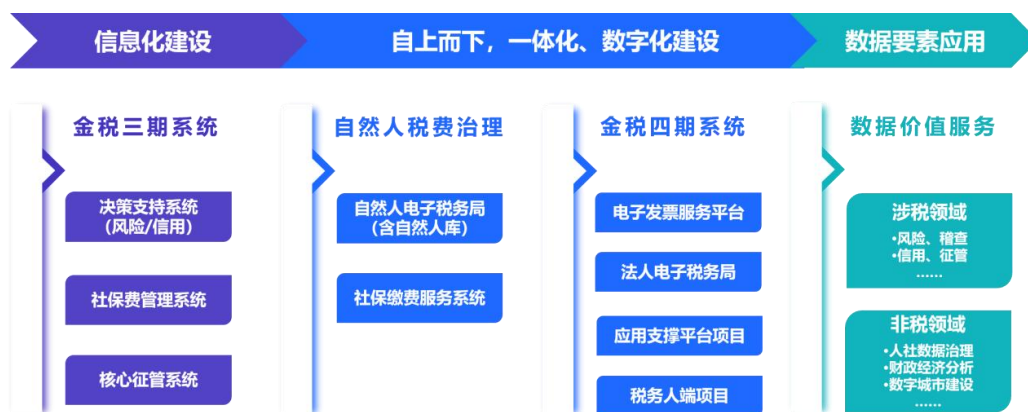 信息化建设
自上而下，一体化、数字化建设
数据要素应用
金税三期系统
决策支持系统
(风险/信用)
社保费管理系统
核心征管系统
自然人税费治理
自然人电子税务局
(含自然人库)
社保缴费服务系统
金税四期系统
电子发票服务平台
法人电子税务局
应用支撑平台项目
税务人端项目
数据价值服务
涉税领域
•风险、稽查
•信用、征管
......
非税领域
•人社数据治理
•财政经济分析
•数字城市建设
......